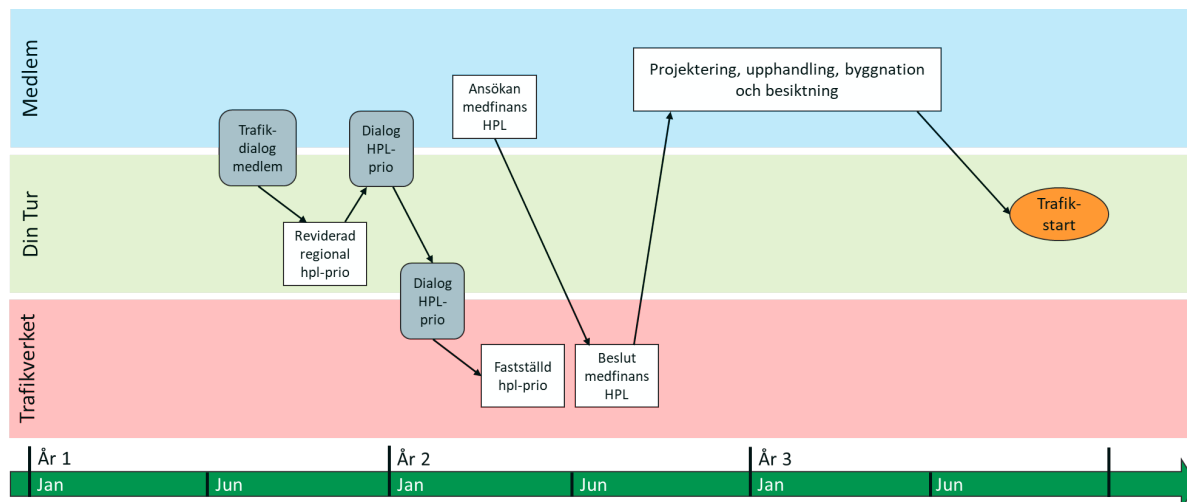 Medlem
Trafik-
dialog
medlem
Dialog
HPL-
prio
Ansökan
medfinans
HPL
Projektering, upphandling, byggnation
och besiktning
Din Tur
Reviderad
regional
hpl-prio
Dialog
HPL-
prio
Trafik-
start
Trafikverket
Fastställd
hpl-prio
Beslut
medfinans
HPL
År 1
År 2
År 3
Jan
Jun
Jan
Jun
Jan
Jun